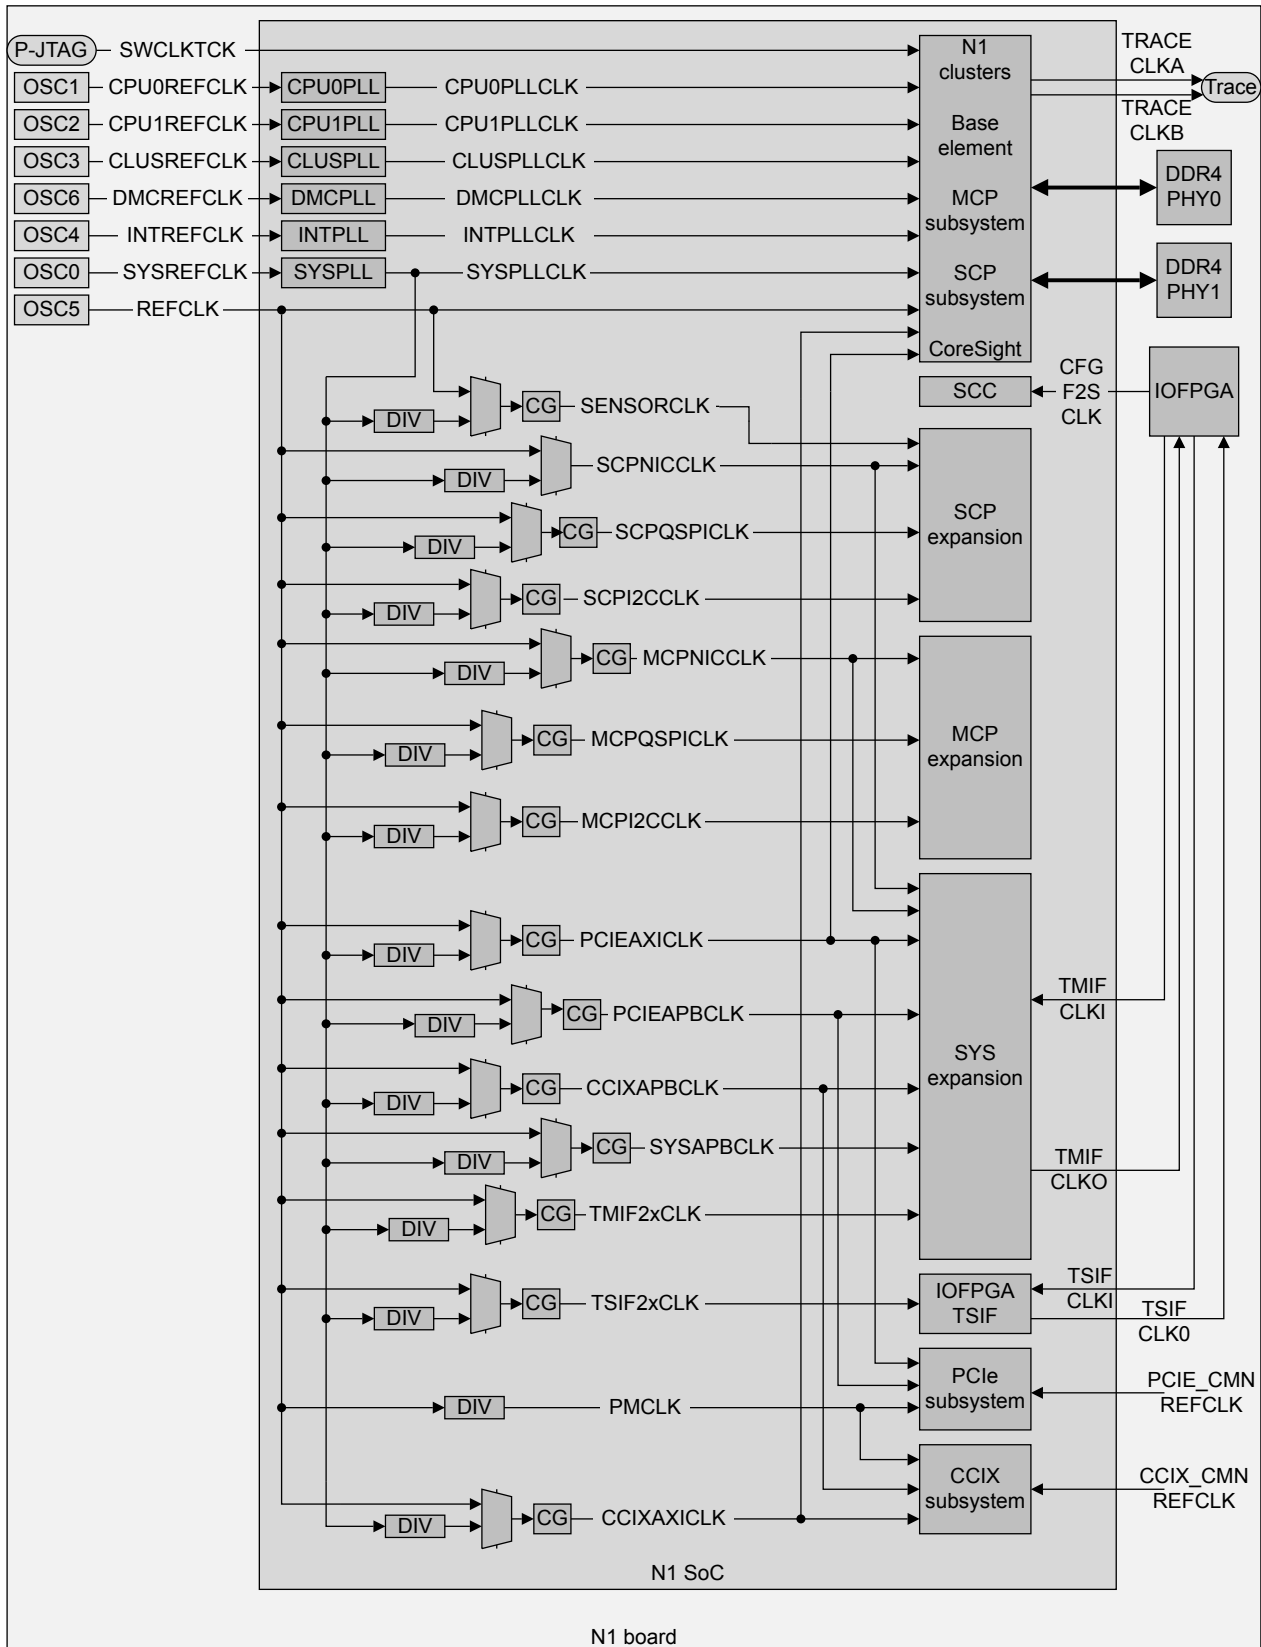 P-JTAG SWCLKTCK
OSC1 CPU0REFCLK CPU0PLL CPU0PLLCLK
OSC2 CPU1REFCLK CPU1PLL CPU1PLLCLK
OSC3 CLUSREFCLK CLUSPLL CLUSPLLCLK
OSC6 DMCREFCLK DMCPLL DMCPLLCLK
OSC4 INTREFCLK INTPLL INTPLLCLK
OSC0 SYSREFCLK SYSPLL SYSPLLCLK
OSC5 REFCLK
N1
clusters
Base
element
MCP
subsystem
SCP
subsystem
CoreSight
TRACE
CLKA
Trace
TRACE
CLKB
DDR4
PHY0
DDR4
PHY1
SCC
CFG
F2S
CLK
IOFPGA
DIV CG SENSORCLK
DIV SCPNICCLK
DIV CG SCPQSPICLK
DIV CG SCPI2CCLK
SCP
expansion
DIV CG MCPNICCLK
DIV CG MCPQSPICLK
DIV CG MCPI2CCLK
MCP
expansion
DIV CG PCIEAXICLK
DIV CG PCIEAPBCLK
DIV CG CCIXAPBCLK
DIV CG SYSAPBCLK
DIV CG TMIF2xCLK
SYS
expansion
TMIF
CLKI
TMIF
CLKO
DIV CG TSIF2xCLK
IOFPGA
TSIF
TSIF
CLKI
TSIF
CLK0
DIV PMCLK
PCIe
subsystem
PCIE_CMN
REFCLK
DIV CG CCIXAXICLK
CCIX
subsystem
CCIX_CMN
REFCLK
N1 SoC
N1 board